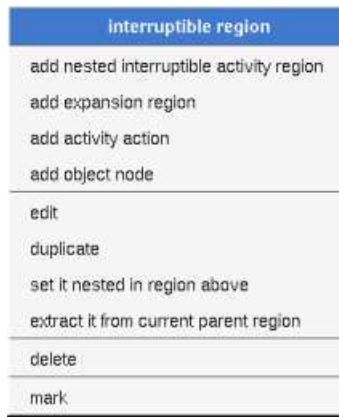 interruptible region
add nested interruptible activity region
add expansion region
add activity action
add object node
edit
duplicate
set it nested in region above
extract it from current parent region
delete
mark